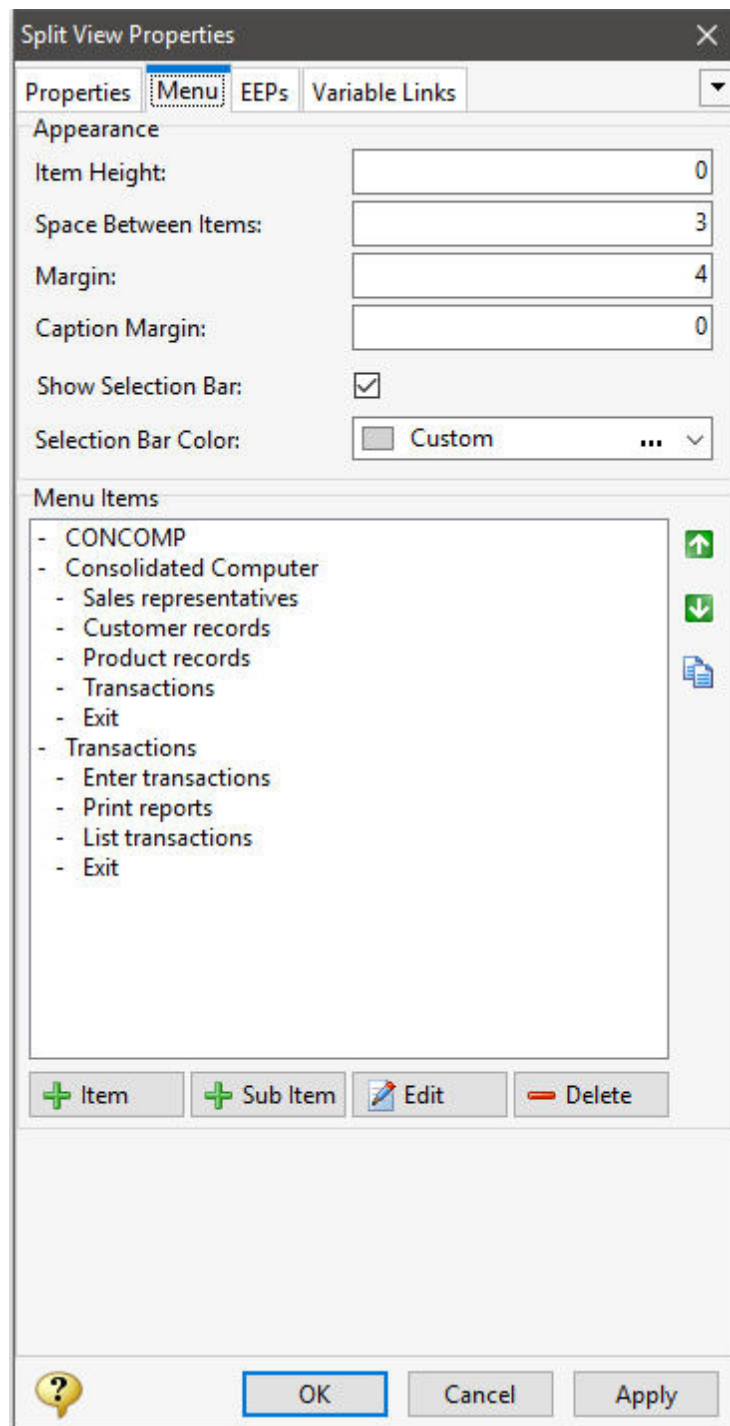 Split View Properties
Properties Menu EEPs Variable Links
Appearance
Item Height: 0
Space Between Items: 3
Margin: 4
Caption Margin: 0
Show Selection Bar:
Selection Bar Color: Custom ...
Menu Items
- CONCOMP
- Consolidated Computer
- Sales representatives
- Customer records
- Product records
- Transactions
- Exit
- Transactions
- Enter transactions
- Print reports
- List transactions
- Exit
Item Sub Item Edit Delete
? OK Cancel Apply